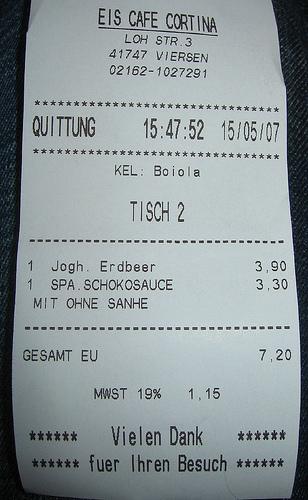 EIS CAFE CORTINA
LOH STR.3
41747 VIERSEN
02162-1027291
******************************
QUITTUNG 15:47:52 15/05/07
******************************
KEL: Boiola
TISCH 2
------------------------------
1 Jogh. Erdbeer 3,90
1 SPA.SCHOKOSAUCE 3,30
MIT OHNE SANHE
------------------------------
GESAMT EU 7,20
MWST 19% 1,15
****** Vielen Dank ******
****** fuer Ihren Besuch ******